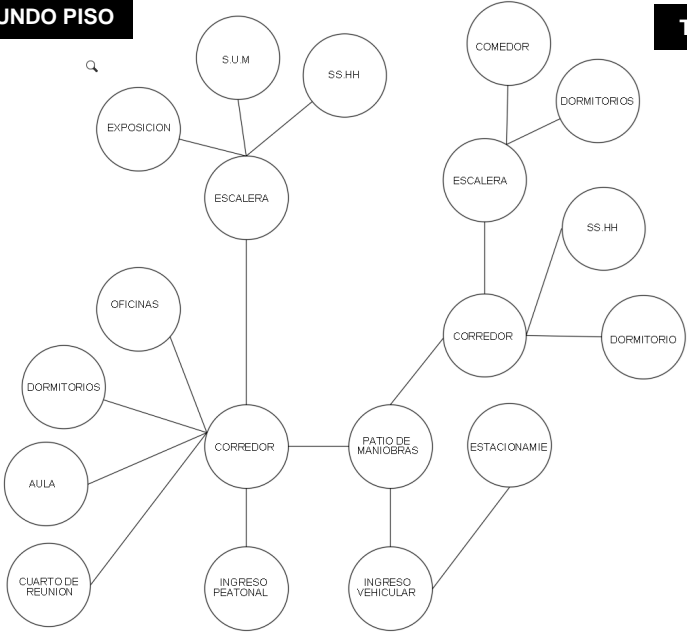 UNDO PISO
T
COMEDOR
S.U.M
SS.HH
DORMITORIOS
EXPOSICION
ESCALERA
ESCALERA
SS.HH
OFICINAS
CORREDOR
DORMITORIO
DORMITORIOS
CORREDOR
PATIO DE
MANIOBRAS
ESTACIONAMIE
AULA
CUARTO DE
REUNION
INGRESO
PEATONAL
INGRESO
VEHICULAR